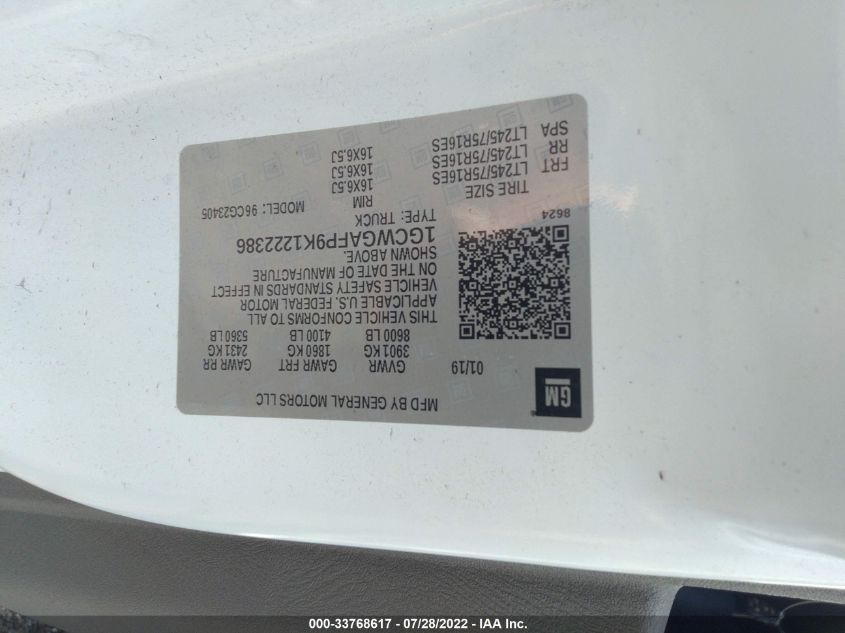 GM
MFD BY GENERAL MOTORS LLC
01/19
GVWR GAWR FRT GAWR RR
3901 KG 1860 KG 2431 KG
8600 LB 4100 LB 5360 LB
THIS VEHICLE CONFORMS TO ALL
APPLICABLE U.S. FEDERAL MOTOR
VEHICLE SAFETY STANDARDS IN EFFECT
ON THE DATE OF MANUFACTURE
SHOWN ABOVE.
1GCWGAFP9K1222386
TYPE: TRUCK MODEL: 96CG23405
8624
TIRE SIZE RIM
FRT LT245/75R16ES 16X6.5J
RR LT245/75R16ES 16X6.5J
SPA LT245/75R16ES 16X6.5J
000-33768617 / 07/28/2022 - IAA Inc.